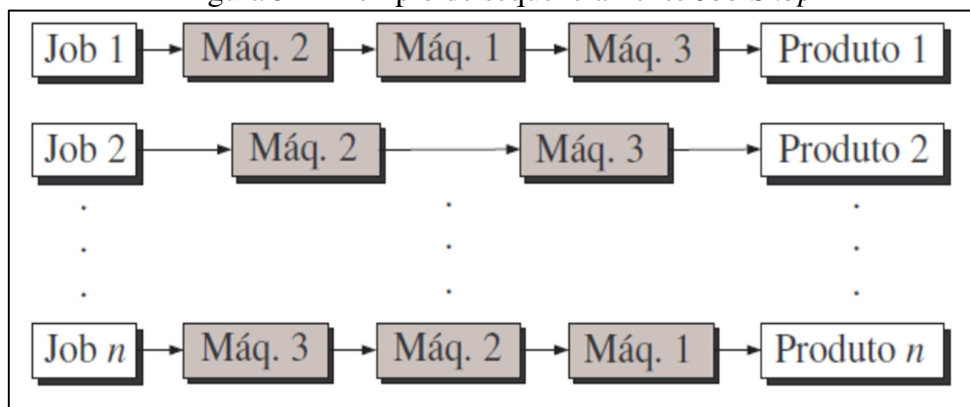 Job 1 Máq. 2 Máq. 1 Máq. 3 Produto 1
Job 2 Máq. 2 Máq. 3 Produto 2
Job n Máq. 3 Máq. 2 Máq. 1 Produto n